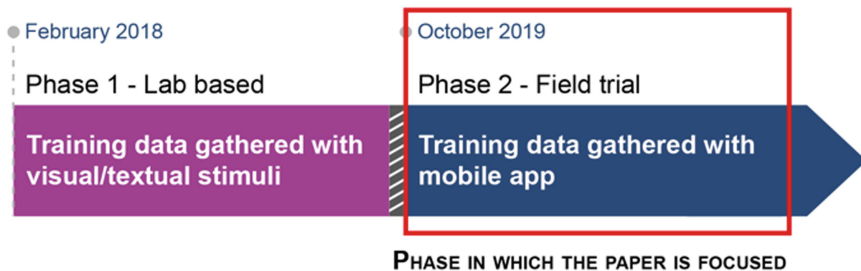 February 2018
October 2019
Phase 1 - Lab based
Phase 2 - Field trial
Training data gathered with
visual/textual stimuli
Training data gathered with
mobile app
PHASE IN WHICH THE PAPER IS FOCUSED